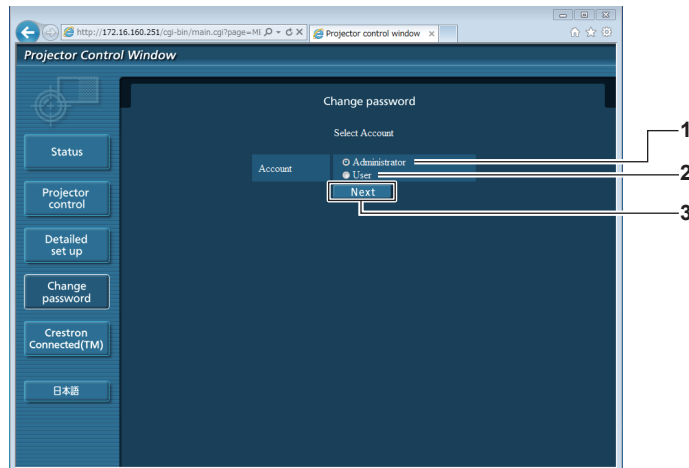 http://172.16.160.251/cgi-bin/main.cgi?page=MI
Projector control window
Projector Control Window
Change password
Select Account
Account
Administrator
User
Next
Status
Projector
control
Detailed
set up
Change
password
Crestron
Connected(TM)
日本語
1
2
3